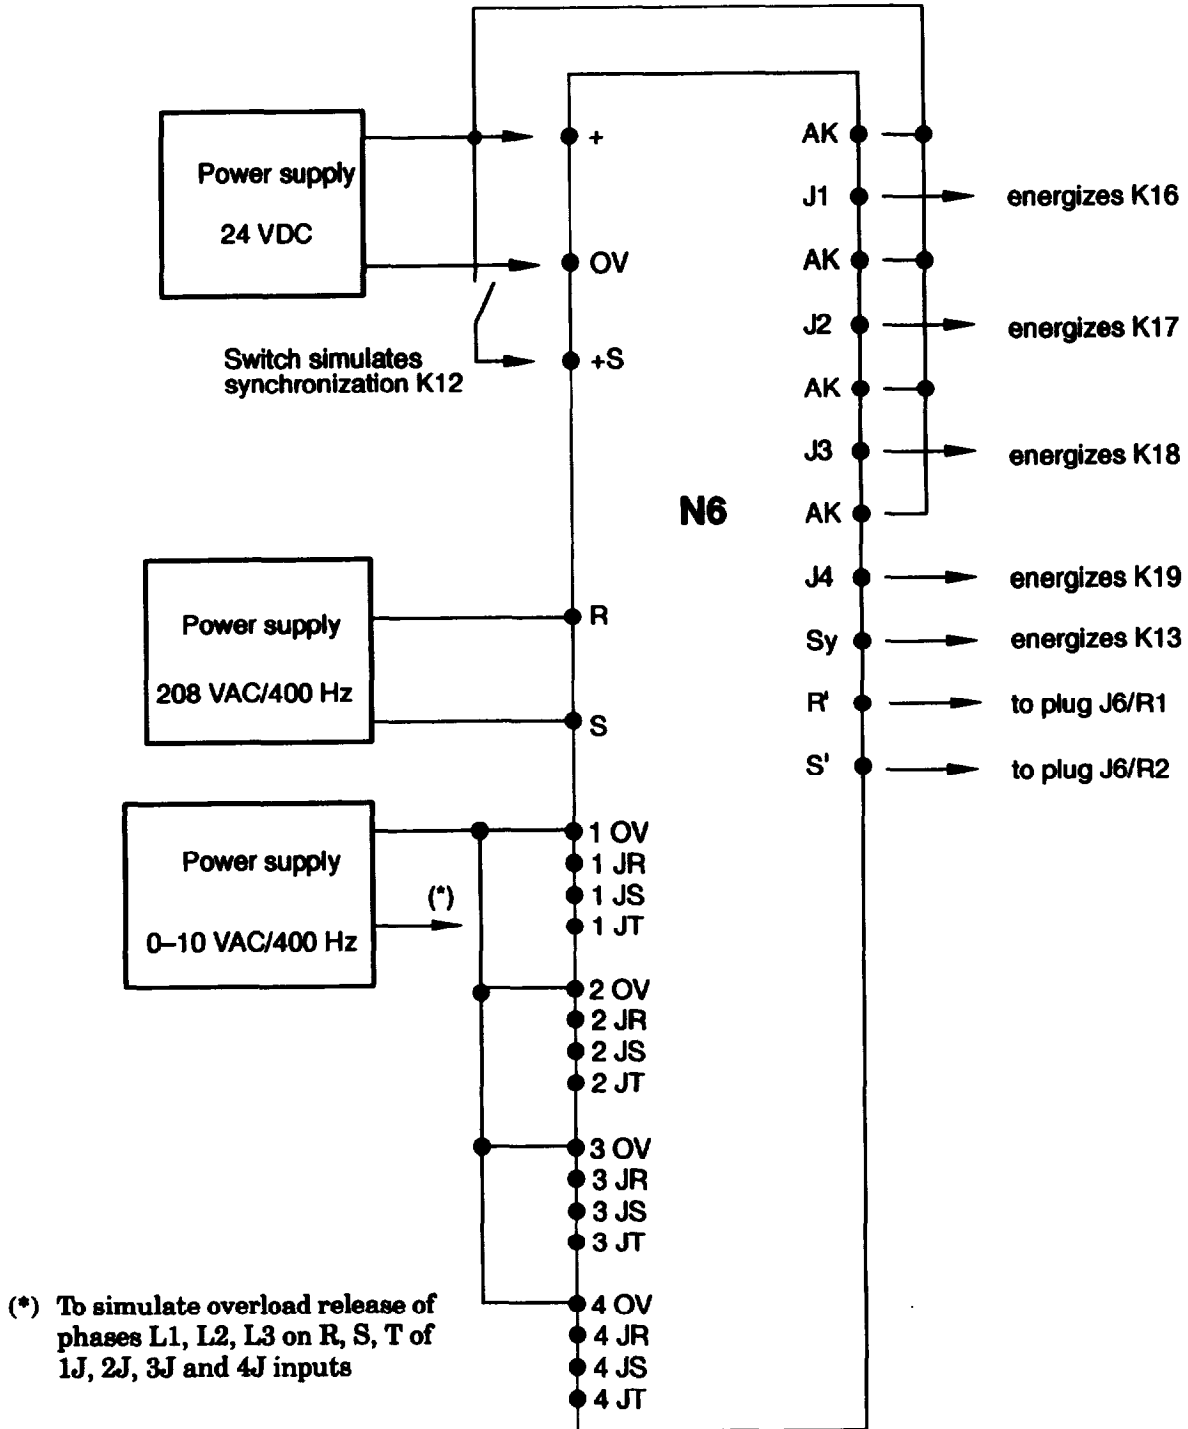 Power supply
24 VDC
+
OV
+S
Switch simulates
synchronization K12
AK
J1
energizes K16
AK
J2
energizes K17
AK
J3
energizes K18
AK
J4
energizes K19
Sy
energizes K13
R'
to plug J6/R1
S'
to plug J6/R2
N6
Power supply
208 VAC/400 Hz
R
S
Power supply
0–10 VAC/400 Hz
(*)
1 OV
1 JR
1 JS
1 JT
2 OV
2 JR
2 JS
2 JT
3 OV
3 JR
3 JS
3 JT
4 OV
4 JR
4 JS
4 JT
(*) To simulate overload release of
phases L1, L2, L3 on R, S, T of
1J, 2J, 3J and 4J inputs